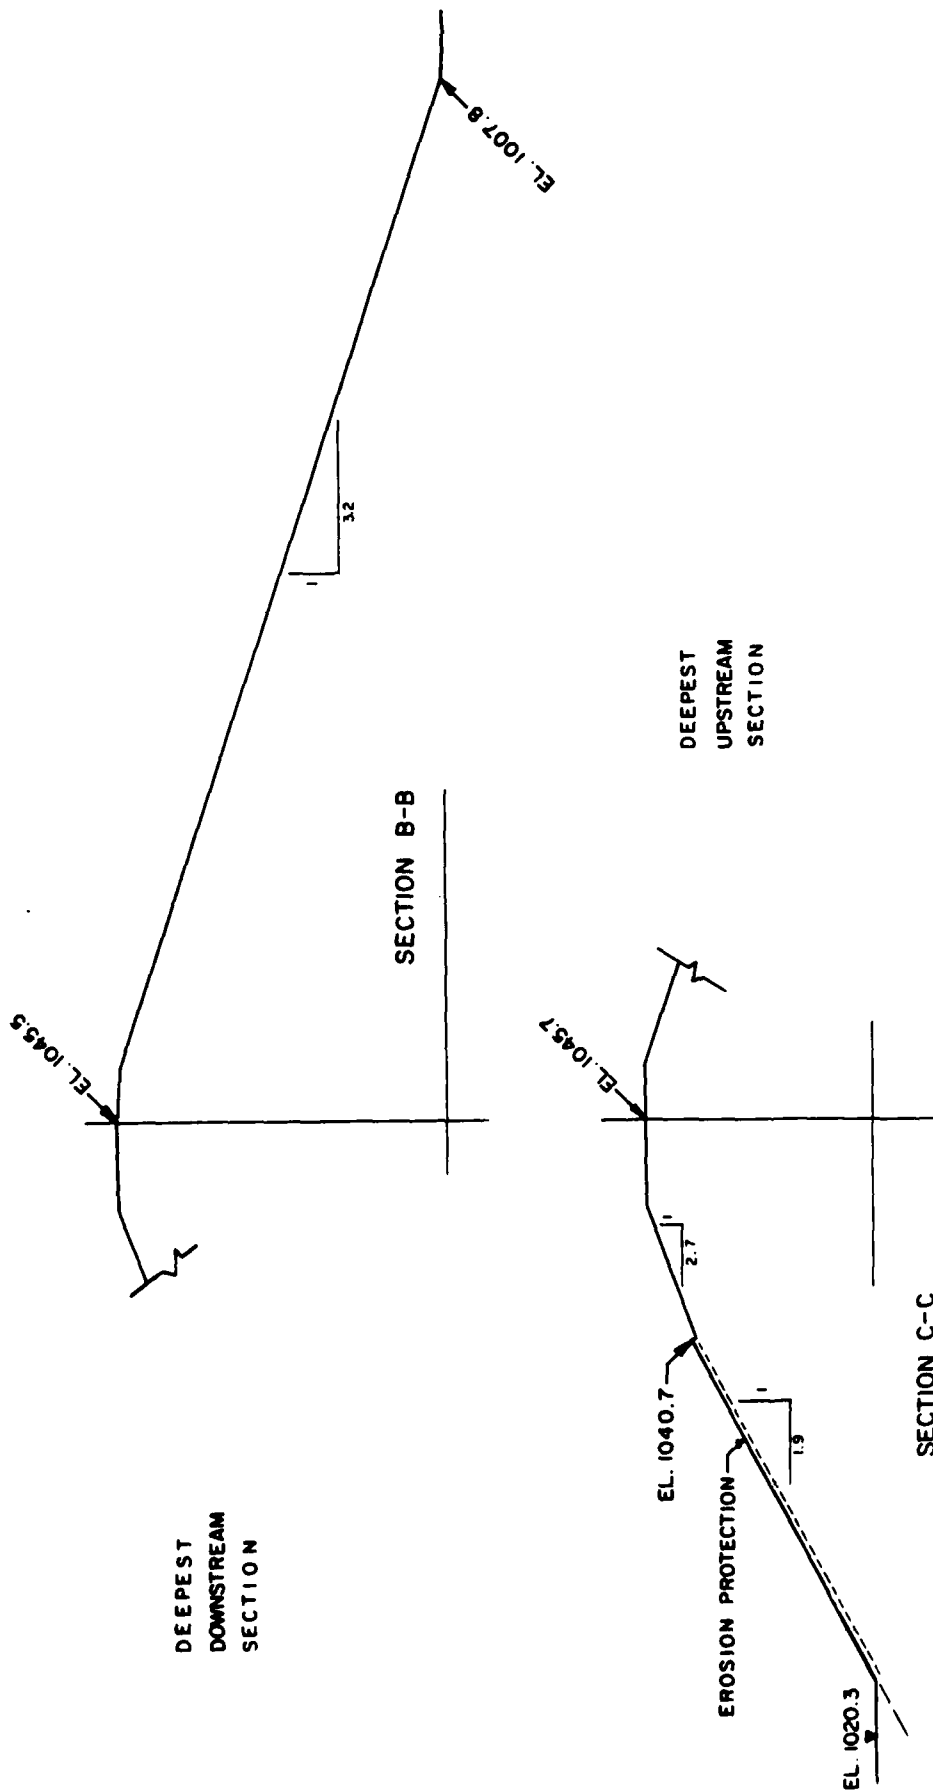 DEEPEST
DOWNSTREAM
SECTION
EL. 1045.5
1
3.2
EL. 1007.8
SECTION B-B
DEEPEST
UPSTREAM
SECTION
EL. 1045.7
1
2.7
EL. 1040.7
EROSION PROTECTION
1
1.9
EL. 1020.3
SECTION C-C